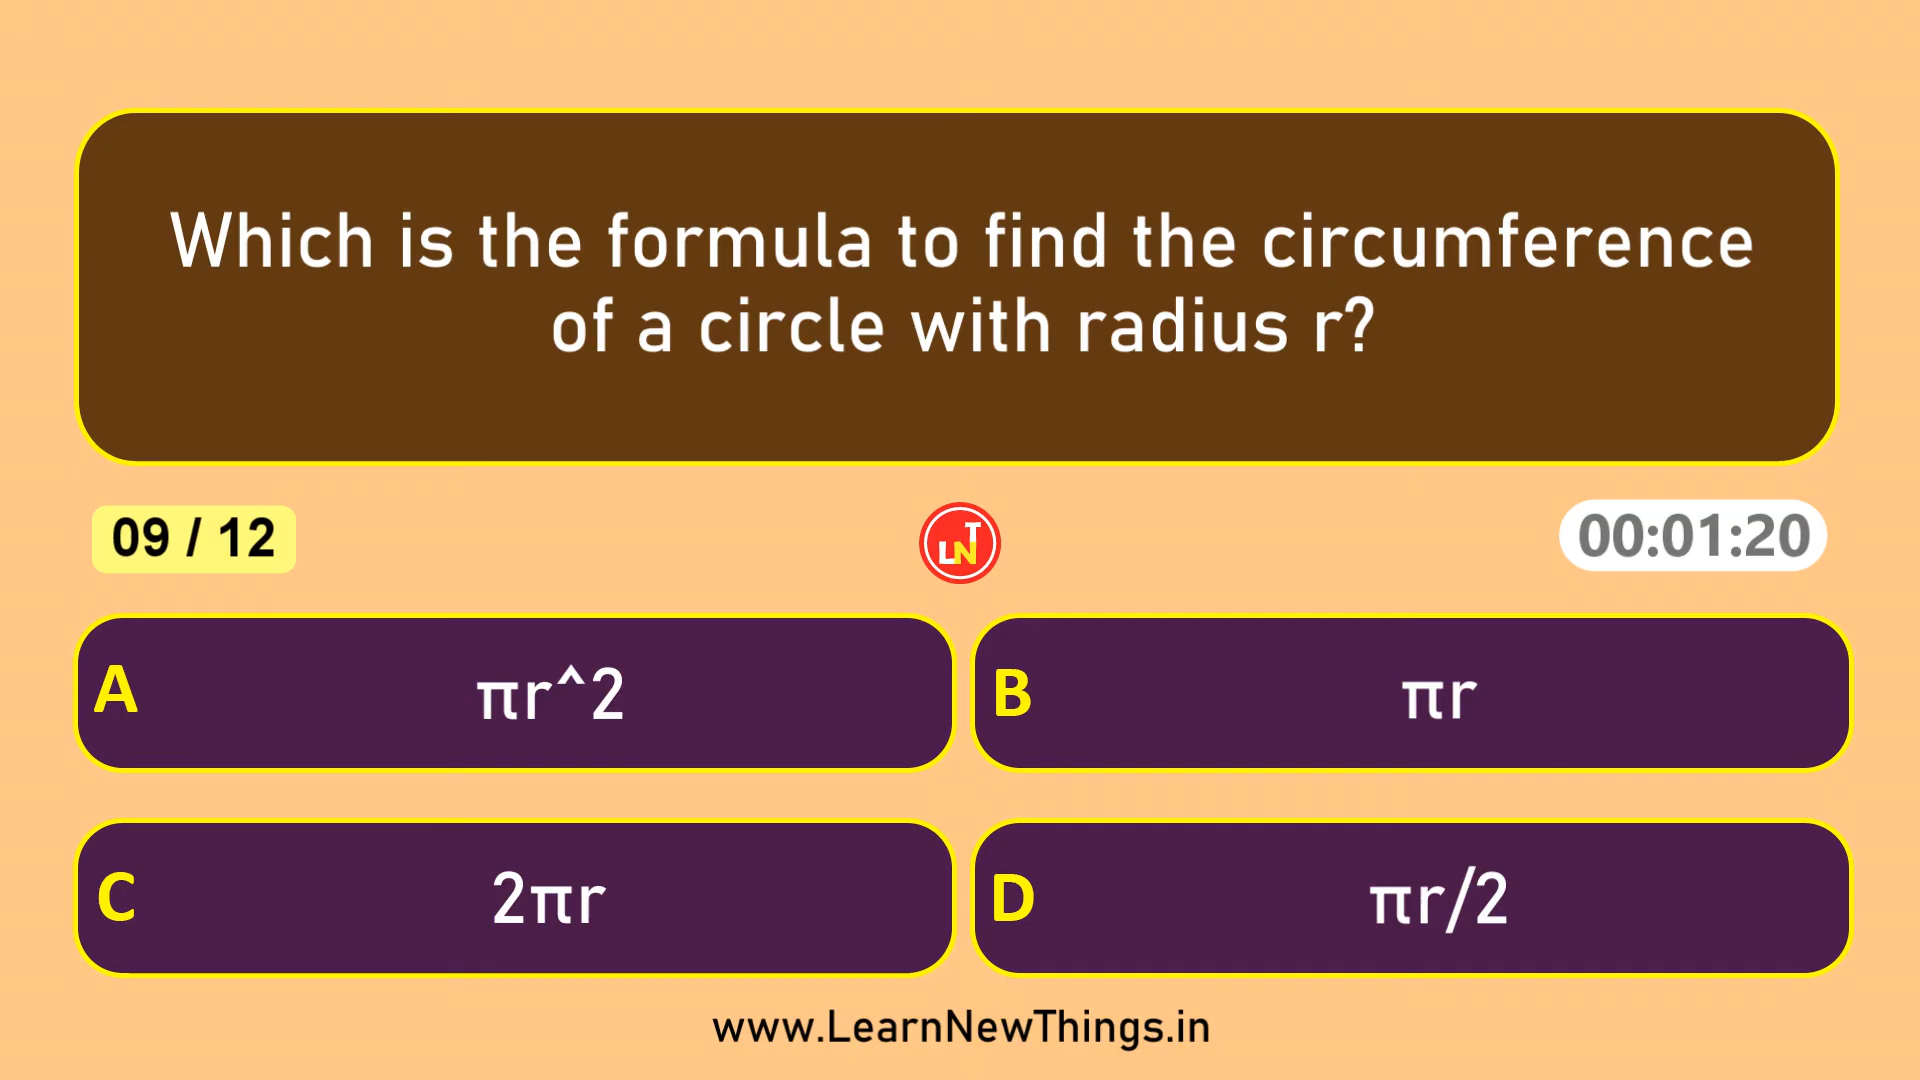 Which is the formula to find the circumference
of a circle with radius r?
09 / 12
LNT
00:01:20
A πr^2
B πr
C 2πr
D πr/2
www.LearnNewThings.in